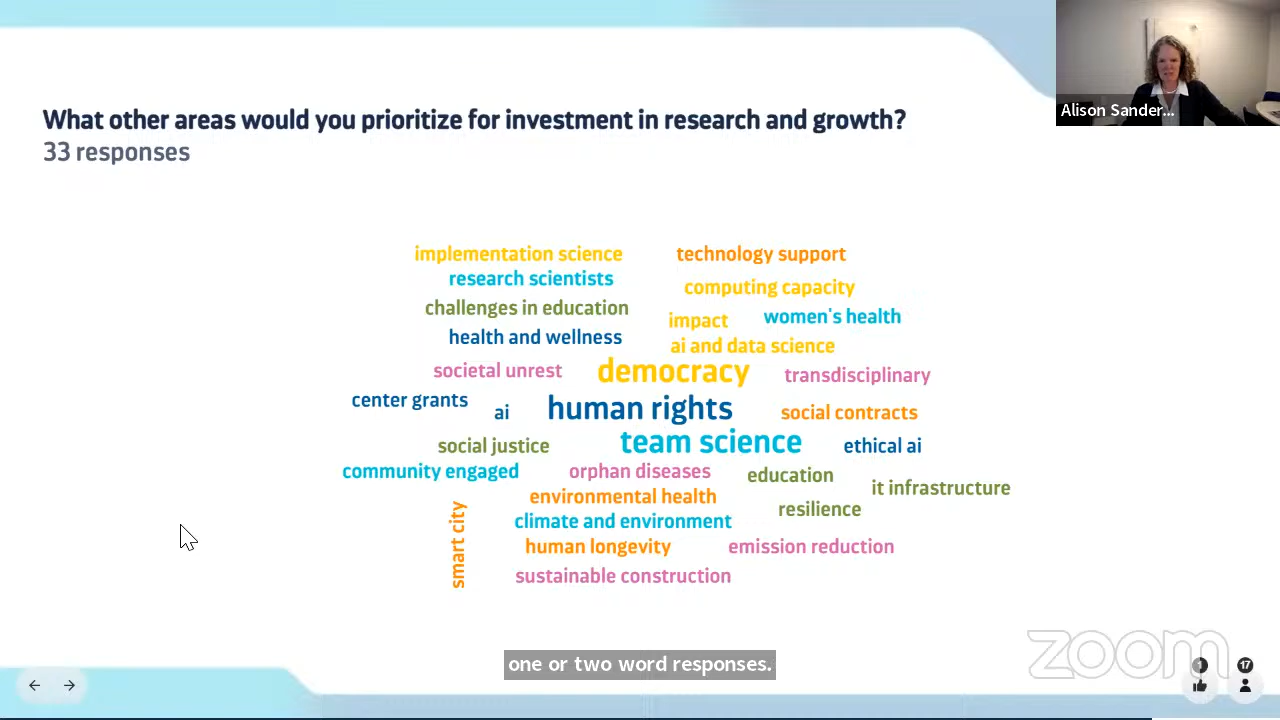 Alison Sander...
What other areas would you prioritize for investment in research and growth?
33 responses
implementation science
technology support
research scientists
computing capacity
challenges in education
impact
women's health
health and wellness
ai and data science
societal unrest
democracy
transdisciplinary
center grants
ai
human rights
social contracts
social justice
team science
ethical ai
community engaged
orphan diseases
education
it infrastructure
environmental health
resilience
smart city
climate and environment
human longevity
emission reduction
sustainable construction
one or two word responses.
zoom
1
17